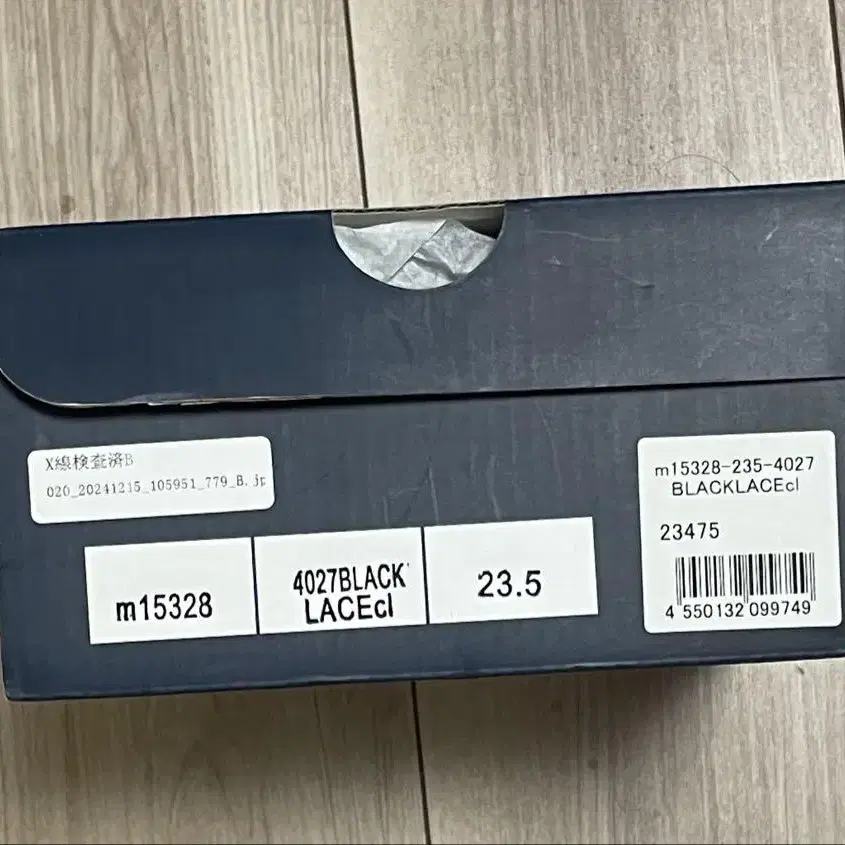 X線検査済B
020_20241215_105951_779_B.jp
m15328
4027BLACK
LACEcl
23.5
m15328-235-4027
BLACKLACEcl
23475
4 550132 099749